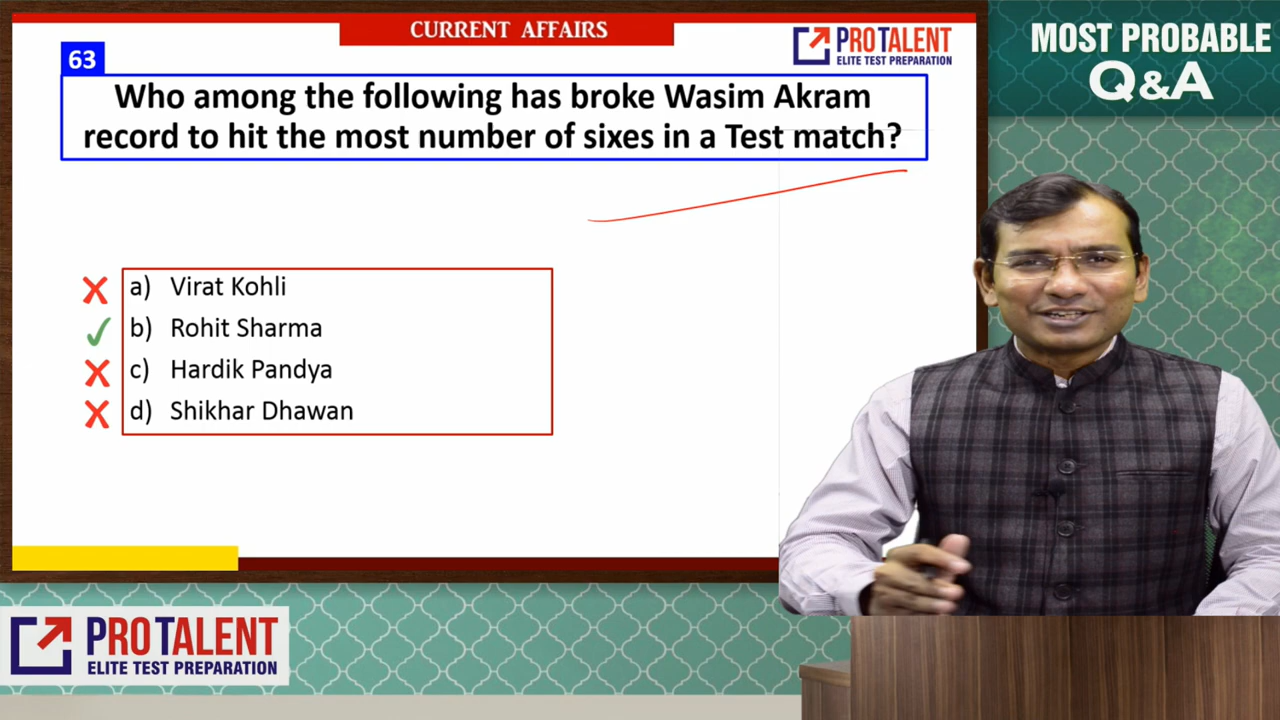 CURRENT AFFAIRS
PROTALENT
ELITE TEST PREPARATION
MOST PROBABLE
Q&A
63
Who among the following has broke Wasim Akram
record to hit the most number of sixes in a Test match?
a) Virat Kohli
b) Rohit Sharma
c) Hardik Pandya
d) Shikhar Dhawan
PROTALENT
ELITE TEST PREPARATION